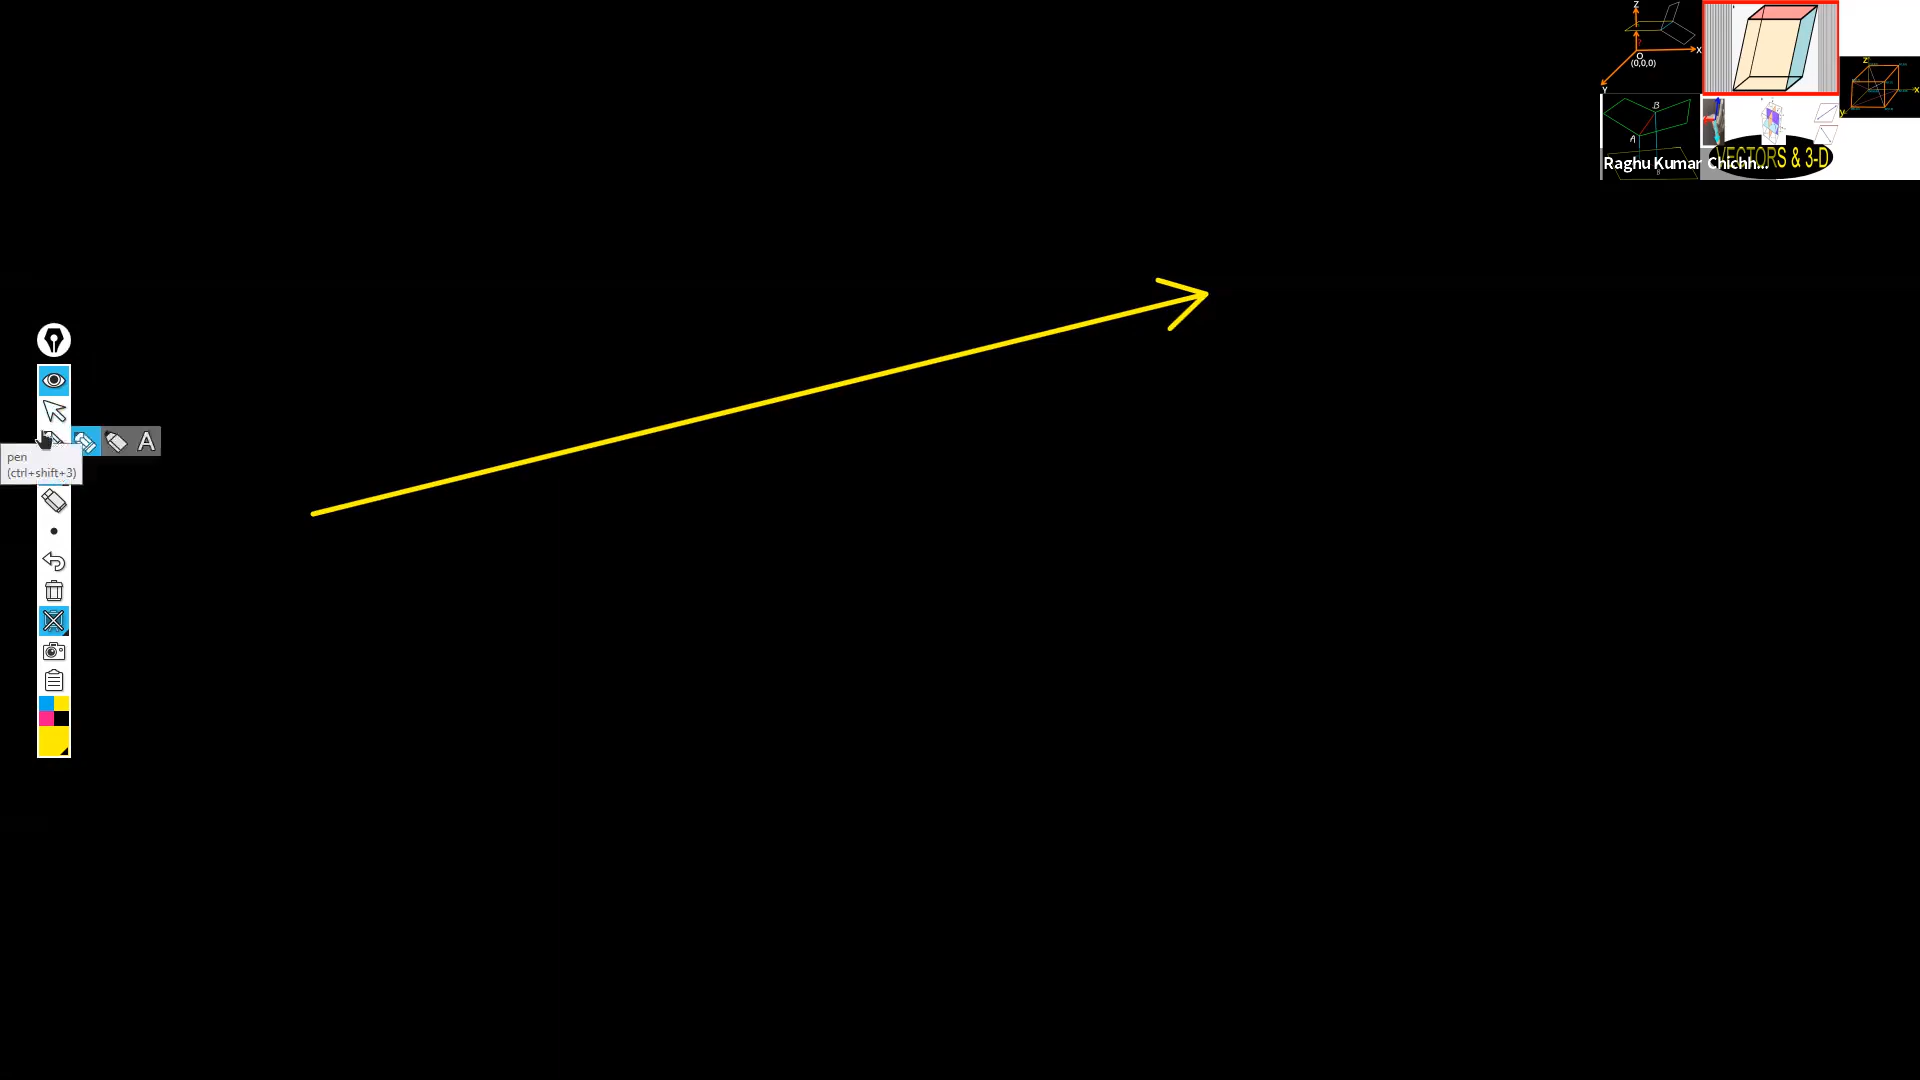 Z
O
X
(0,0,0)
Y
Z
X
Y
B
A
B
Raghu Kumar Chichh...
VECTORS & 3-D
A
pen
(ctrl+shift+3)